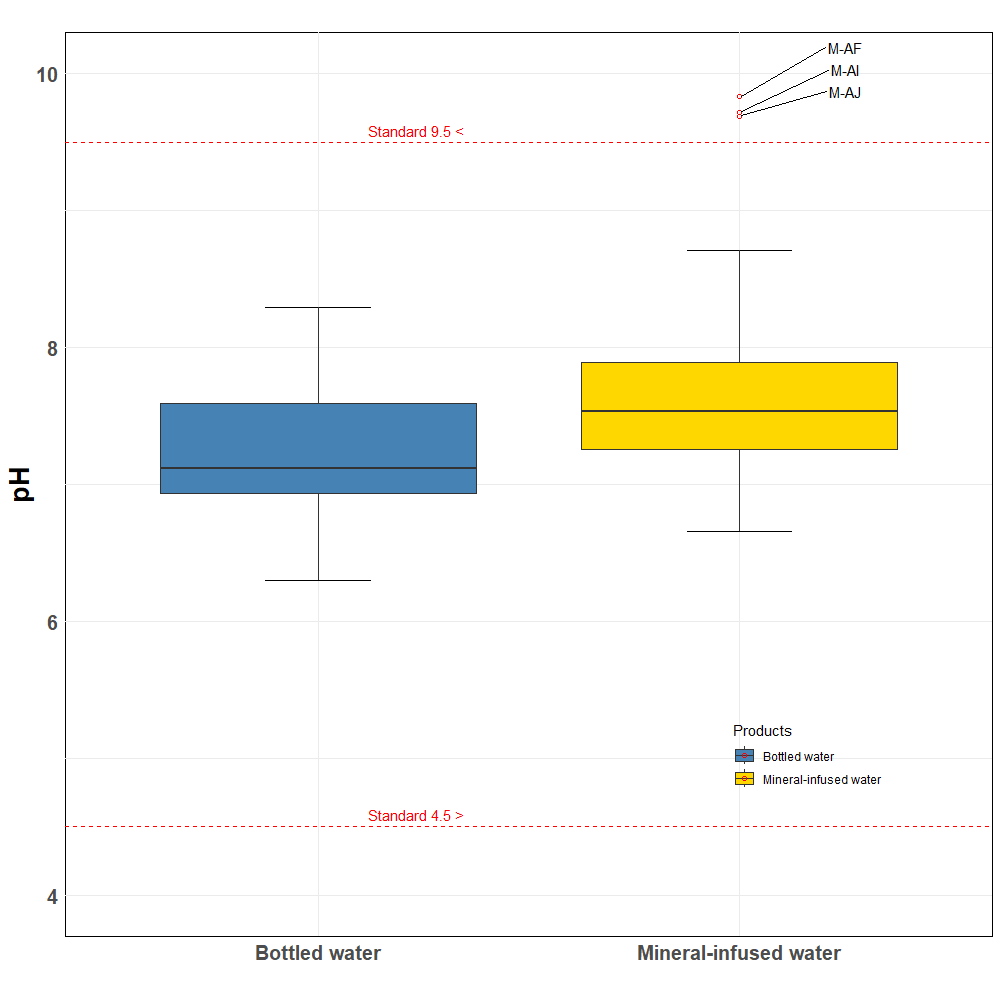 M-AF
M-AI
M-AJ
10
Standard 9.5 <
8
pH
6
Products
Bottled water
Mineral-infused water
Standard 4.5 >
4
Bottled water
Mineral-infused water